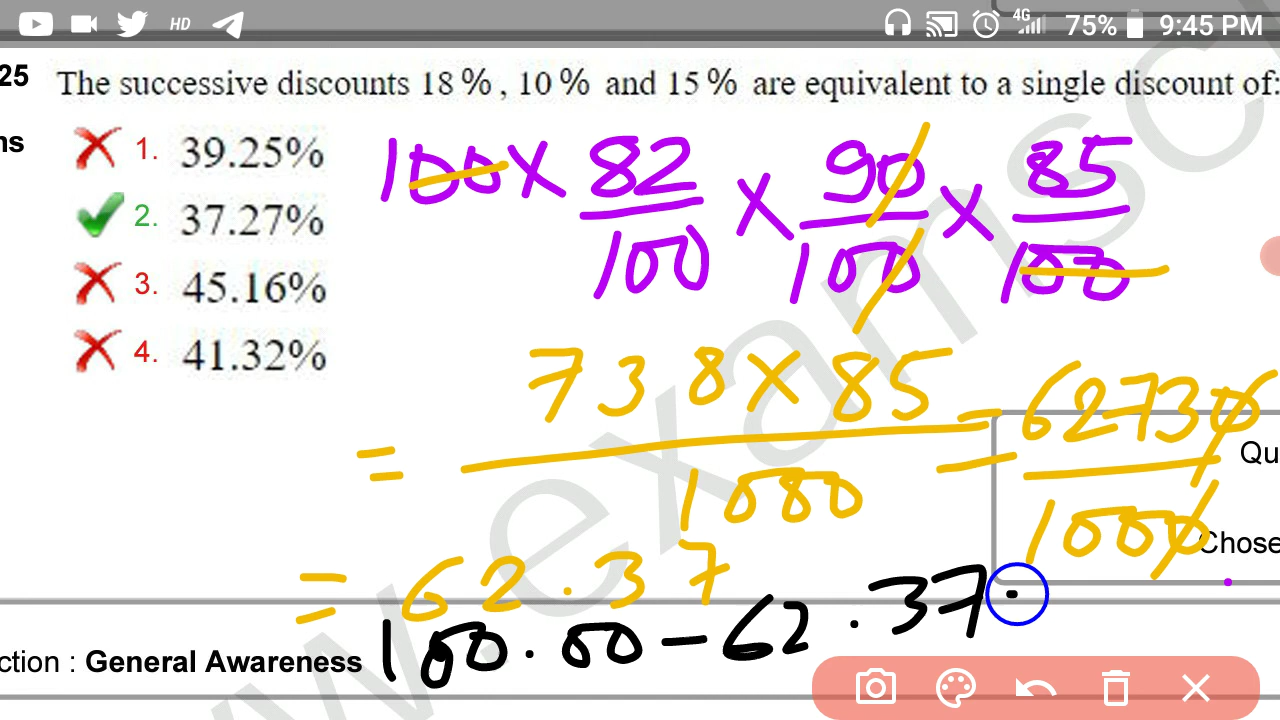 HD 4G 75% 9:45 PM
25 The successive discounts 18%, 10% and 15% are equivalent to a single discount of:
ns
1. 39.25%
2. 37.27%
3. 45.16%
4. 41.32%
100 × 82/100 × 90/100 × 85/100
= 738×85/1000 = 62730/1000
= 62.37
100.00-62.37
Qu
Chose
ction : General Awareness
w.examsc